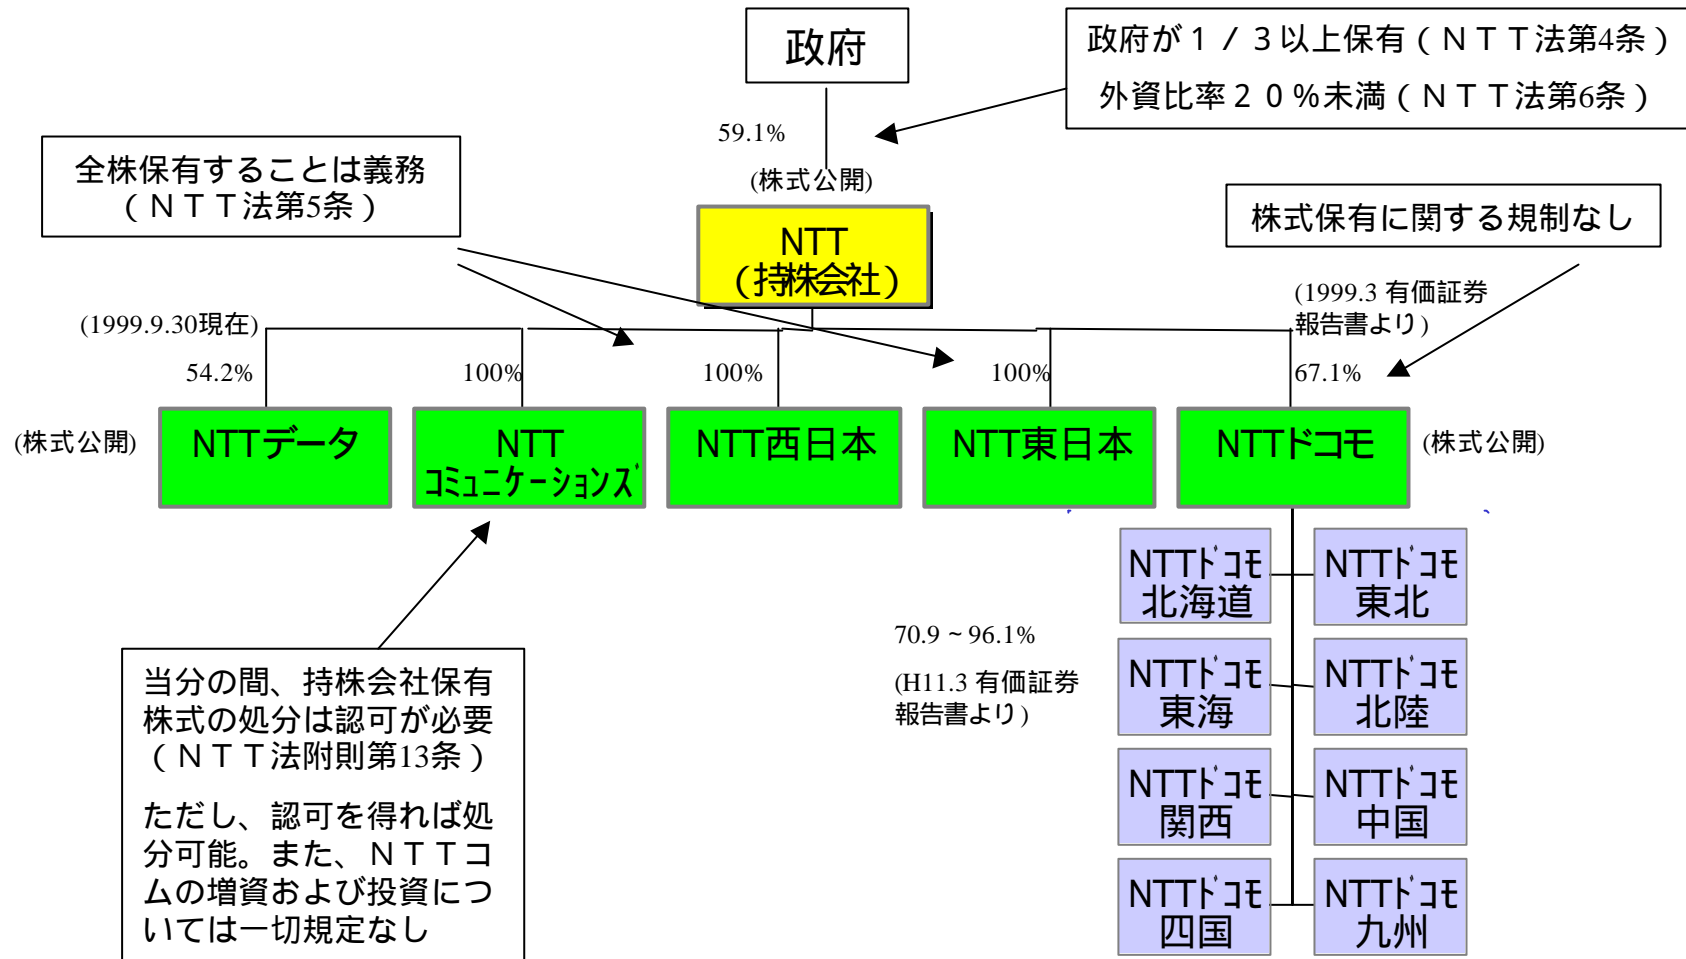 政府
政府が１／３以上保有（ＮＴＴ法第4条）
外資比率２０％未満（ＮＴＴ法第6条）
59.1%
(株式公開)
全株保有することは義務
（ＮＴＴ法第5条）
株式保有に関する規制なし
NTT
（持株会社）
(1999.9.30現在)
(1999.3 有価証券
報告書より)
54.2%
100%
100%
100%
67.1%
(株式公開)
NTTデータ
NTT
ｺﾐｭﾆｹｰｼｮﾝｽﾞ
NTT西日本
NTT東日本
NTTドコモ
(株式公開)
NTTﾄﾞｺﾓ
北海道
NTTﾄﾞｺﾓ
東北
70.9～96.1%
(H11.3 有価証券
報告書より)
NTTﾄﾞｺﾓ
東海
NTTﾄﾞｺﾓ
北陸
NTTﾄﾞｺﾓ
関西
NTTﾄﾞｺﾓ
中国
NTTﾄﾞｺﾓ
四国
NTTﾄﾞｺﾓ
九州
当分の間、持株会社保有
株式の処分は認可が必要
（ＮＴＴ法附則第13条）
ただし、認可を得れば処
分可能。また、ＮＴＴコ
ムの増資および投資につ
いては一切規定なし